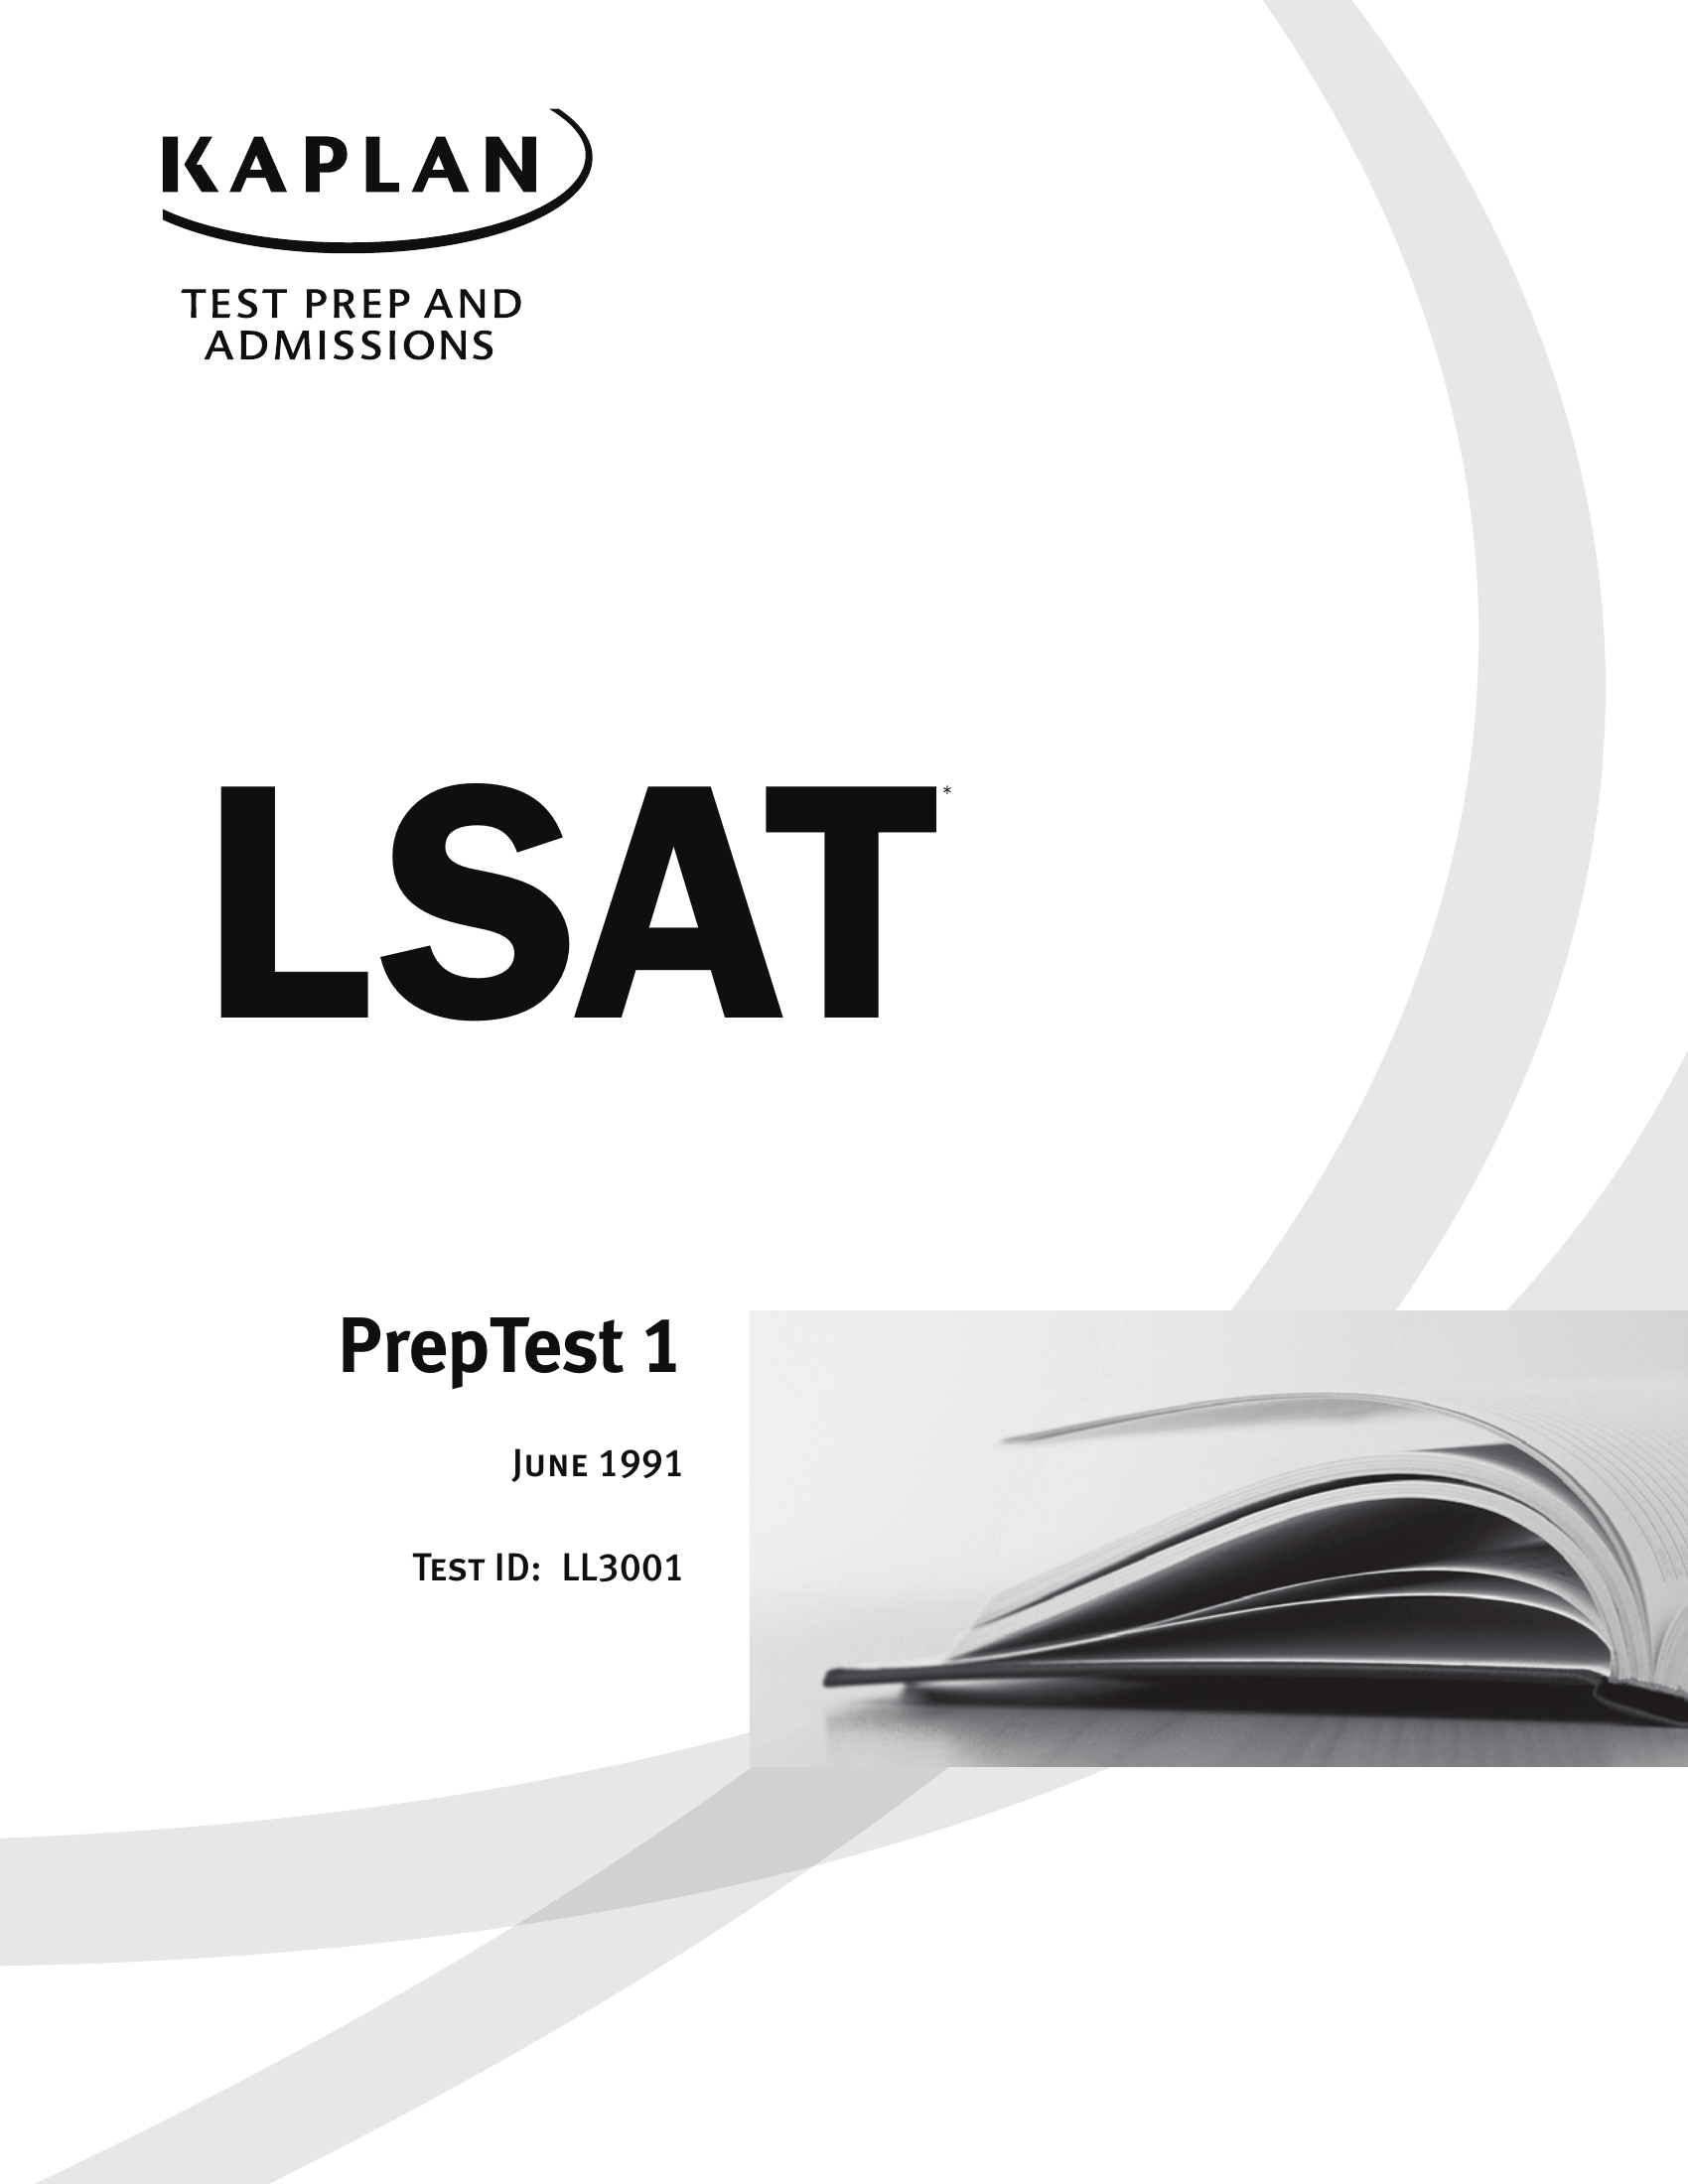 KAPLAN
TEST PREP AND
ADMISSIONS
LSAT*
PrepTest 1
June 1991
Test ID: LL3001